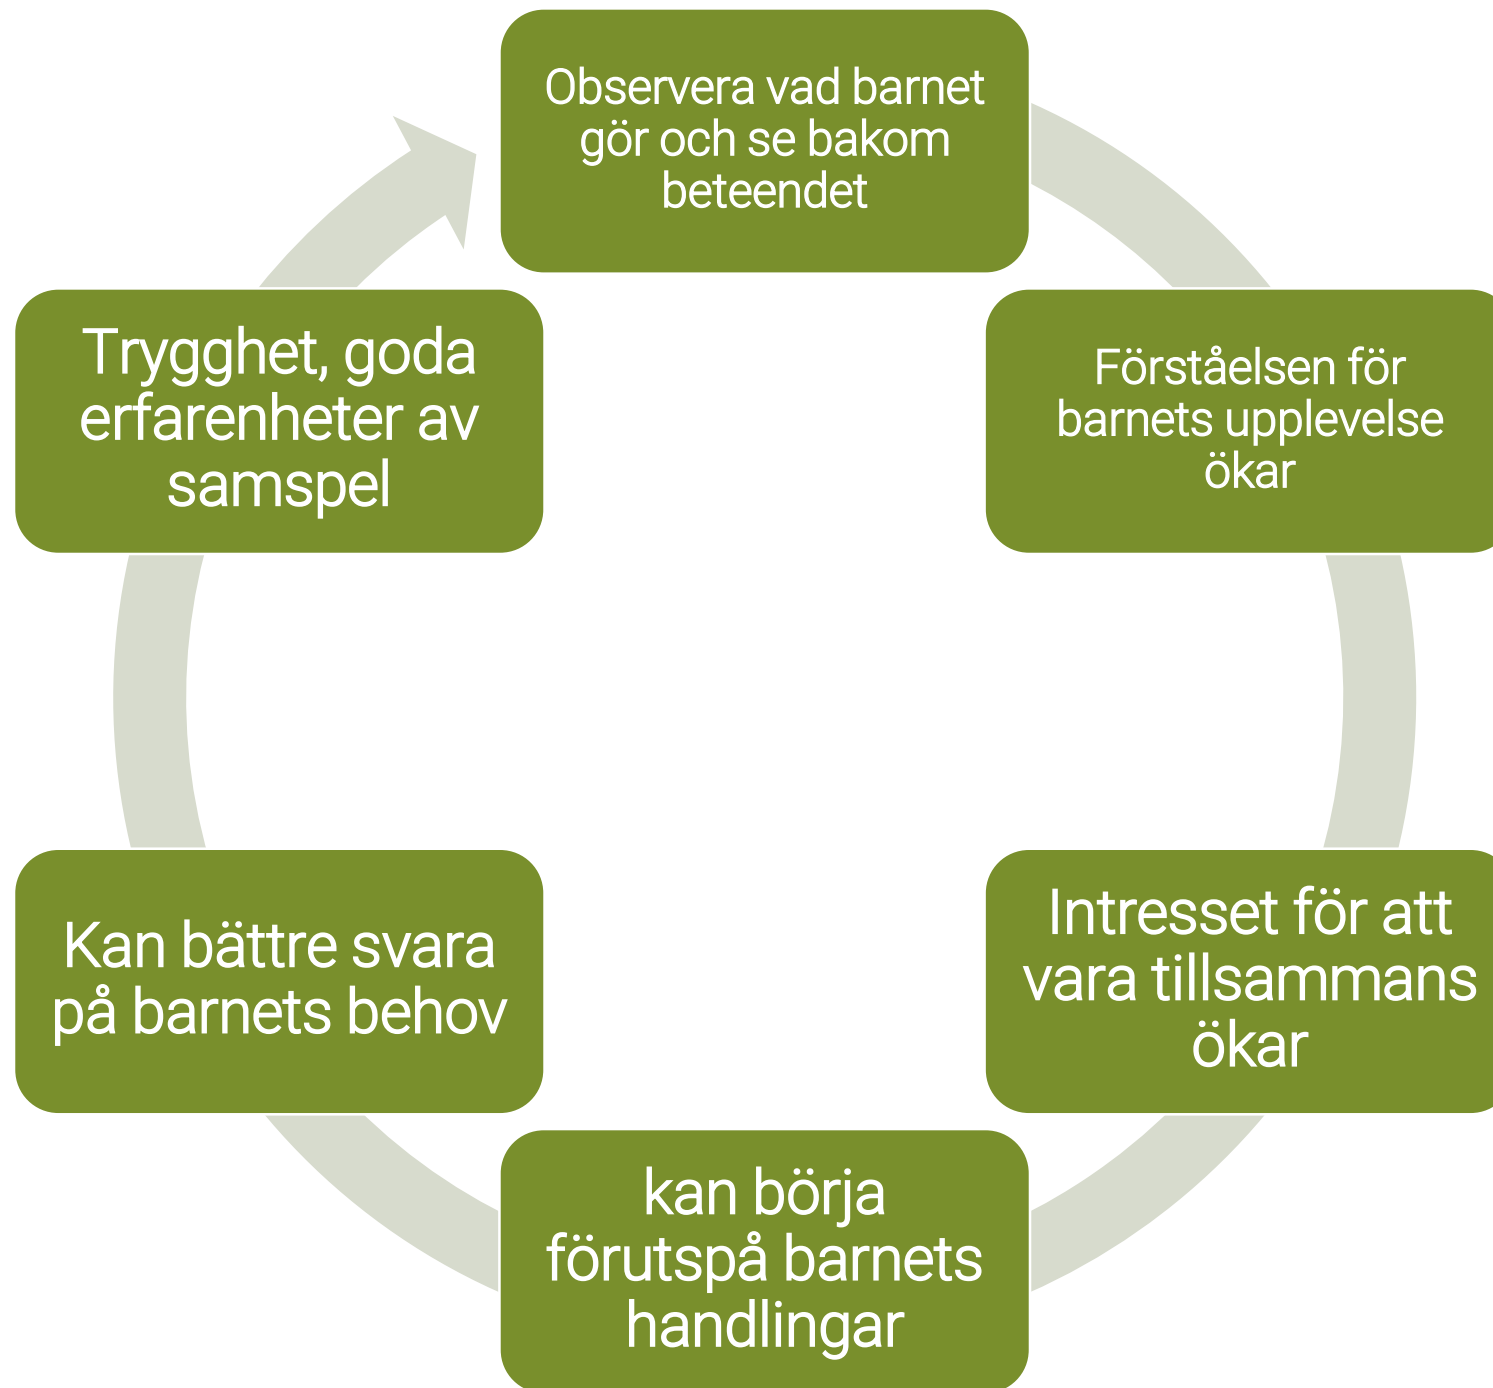 Observera vad barnet
gör och se bakom
beteendet
Förståelsen för
barnets upplevelse
ökar
Intresset för att
vara tillsammans
ökar
kan börja
förutspå barnets
handlingar
Kan bättre svara
på barnets behov
Trygghet, goda
erfarenheter av
samspel